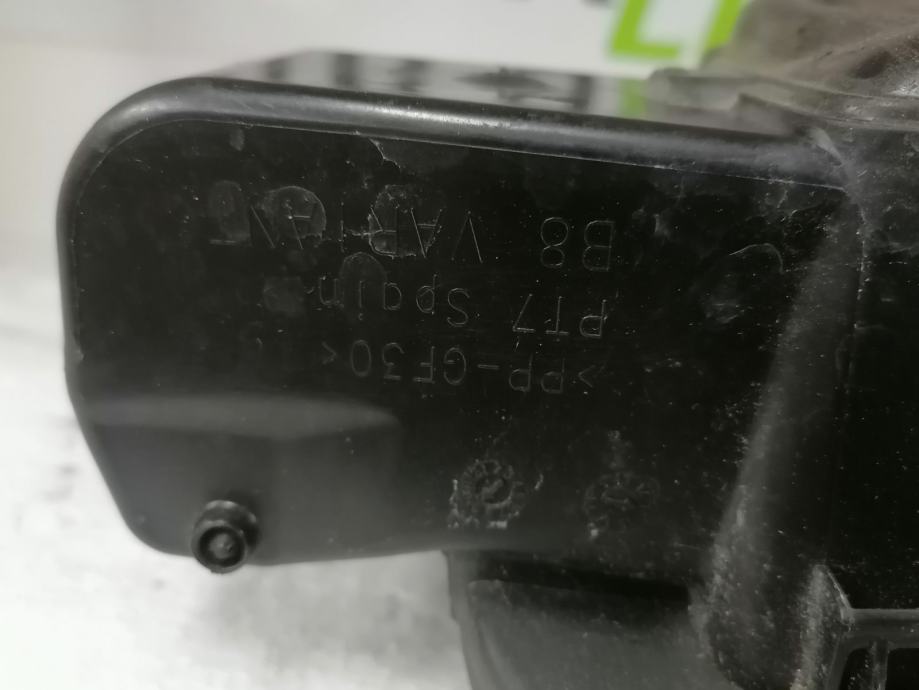 >PP-GF30<
PT7 Spain
B8 VARIANT